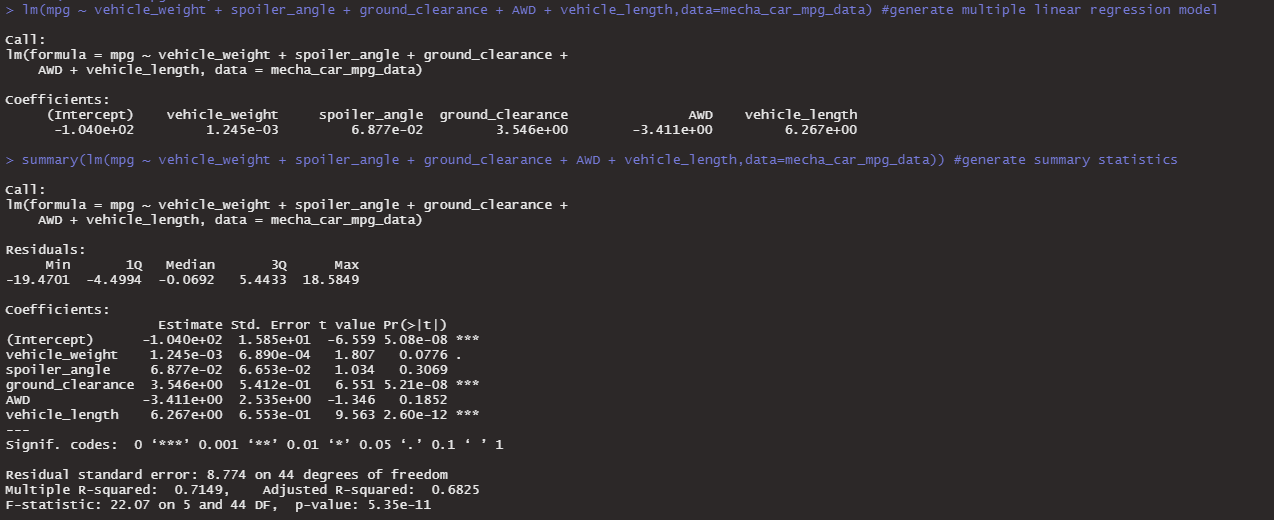 > lm(mpg ~ vehicle_weight + spoiler_angle + ground_clearance + AWD + vehicle_length,data=mecha_car_mpg_data) #generate multiple linear regression model
Call:
lm(formula = mpg ~ vehicle_weight + spoiler_angle + ground_clearance +
    AWD + vehicle_length, data = mecha_car_mpg_data)
Coefficients:
     (Intercept)    vehicle_weight     spoiler_angle  ground_clearance               AWD    vehicle_length
      -1.040e+02         1.245e-03         6.877e-02         3.546e+00        -3.411e+00         6.267e+00
> summary(lm(mpg ~ vehicle_weight + spoiler_angle + ground_clearance + AWD + vehicle_length,data=mecha_car_mpg_data)) #generate summary statistics
Call:
lm(formula = mpg ~ vehicle_weight + spoiler_angle + ground_clearance +
    AWD + vehicle_length, data = mecha_car_mpg_data)
Residuals:
     Min       1Q   Median       3Q      Max
-19.4701  -4.4994  -0.0692   5.4433  18.5849
Coefficients:
                   Estimate Std. Error t value Pr(>|t|)
(Intercept)      -1.040e+02  1.585e+01  -6.559 5.08e-08 ***
vehicle_weight    1.245e-03  6.890e-04   1.807   0.0776 .
spoiler_angle     6.877e-02  6.653e-02   1.034   0.3069
ground_clearance  3.546e+00  5.412e-01   6.551 5.21e-08 ***
AWD              -3.411e+00  2.535e+00  -1.346   0.1852
vehicle_length    6.267e+00  6.553e-01   9.563 2.60e-12 ***
---
Signif. codes:  0 ‘***’ 0.001 ‘**’ 0.01 ‘*’ 0.05 ‘.’ 0.1 ‘ ’ 1
Residual standard error: 8.774 on 44 degrees of freedom
Multiple R-squared:  0.7149,    Adjusted R-squared:  0.6825
F-statistic: 22.07 on 5 and 44 DF,  p-value: 5.35e-11